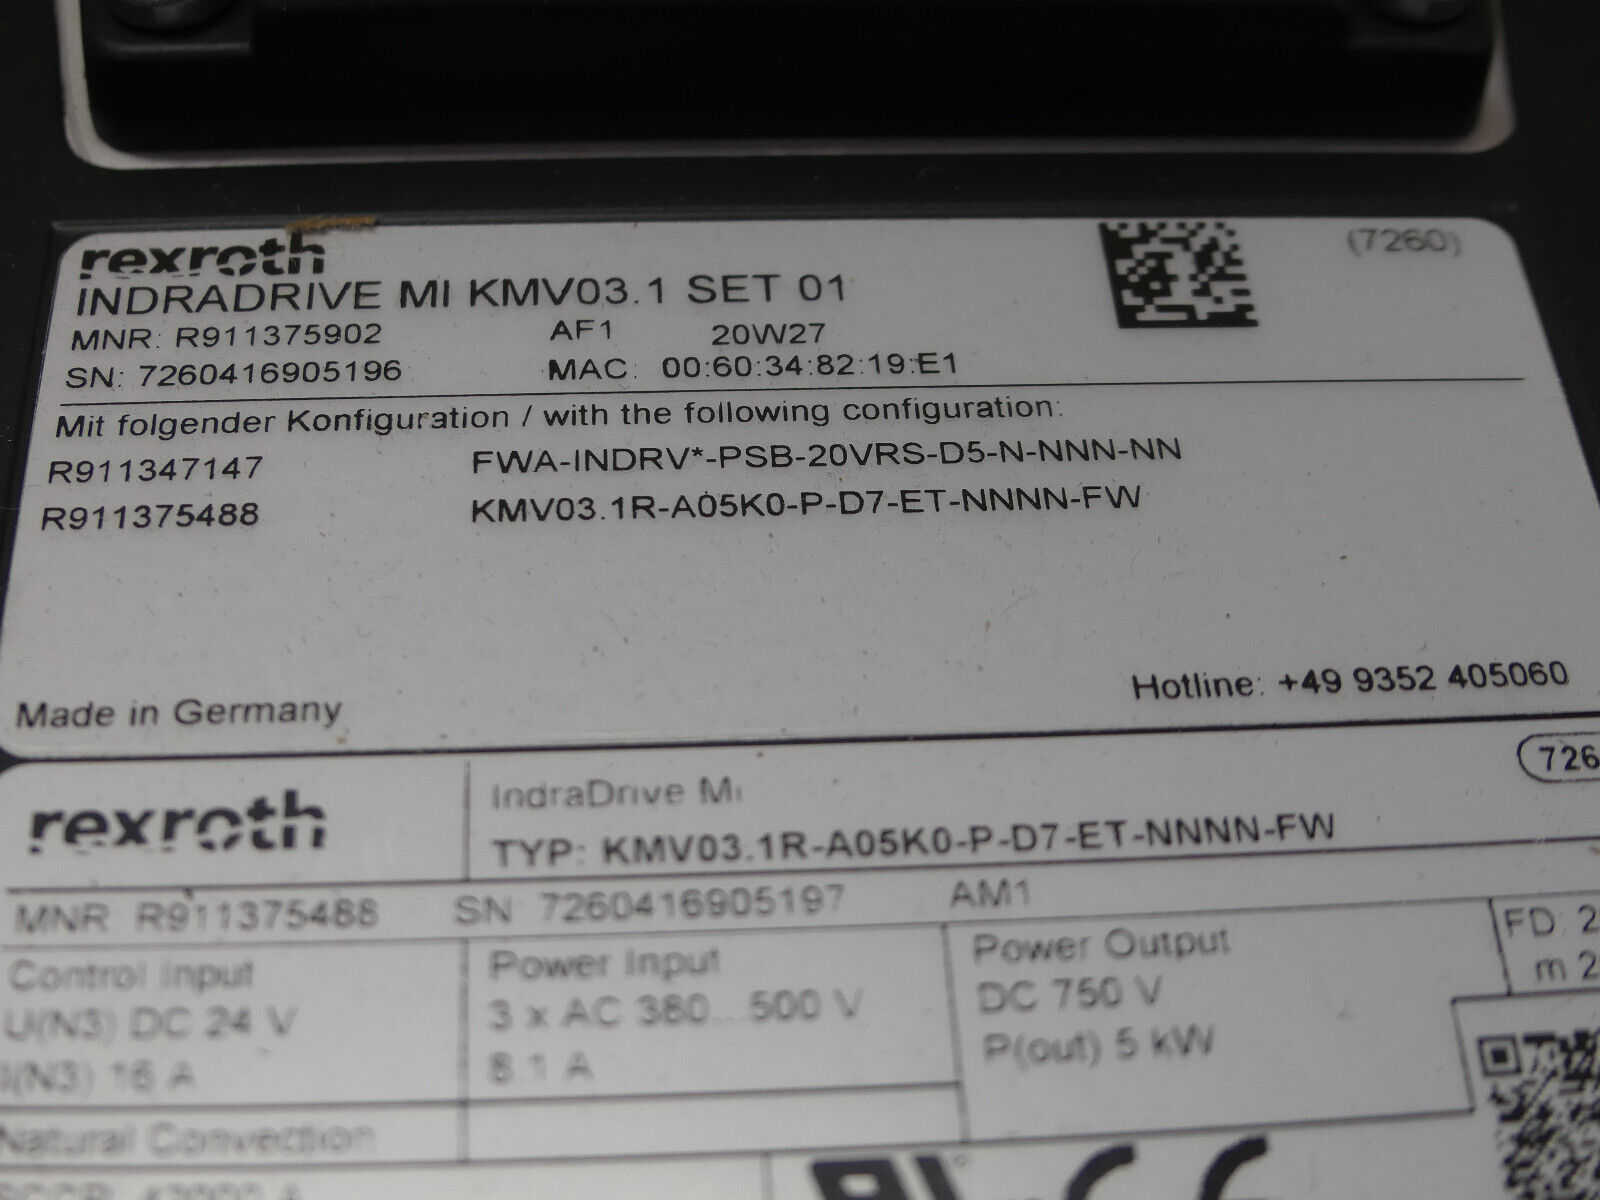 rexroth (7260)
INDRADRIVE MI KMV03.1 SET 01
MNR: R911375902 AF1 20W27
SN: 7260416905196 MAC: 00:60:34:82:19:E1
Mit folgender Konfiguration / with the following configuration:
R911347147 FWA-INDRV*-PSB-20VRS-D5-N-NNN-NN
R911375488 KMV03.1R-A05K0-P-D7-ET-NNNN-FW
Hotline: +49 9352 405060
Made in Germany
rexroth IndraDrive Mi 726
TYP: KMV03.1R-A05K0-P-D7-ET-NNNN-FW
MNR R911375488 SN 7260416905197 AM1 FD: 2
m 2
Control Input Power Input Power Output
U(N3) DC 24 V 3 x AC 380...500 V DC 750 V
I(N3) 16 A 8.1 A P(out) 5 kW
Natural Convection